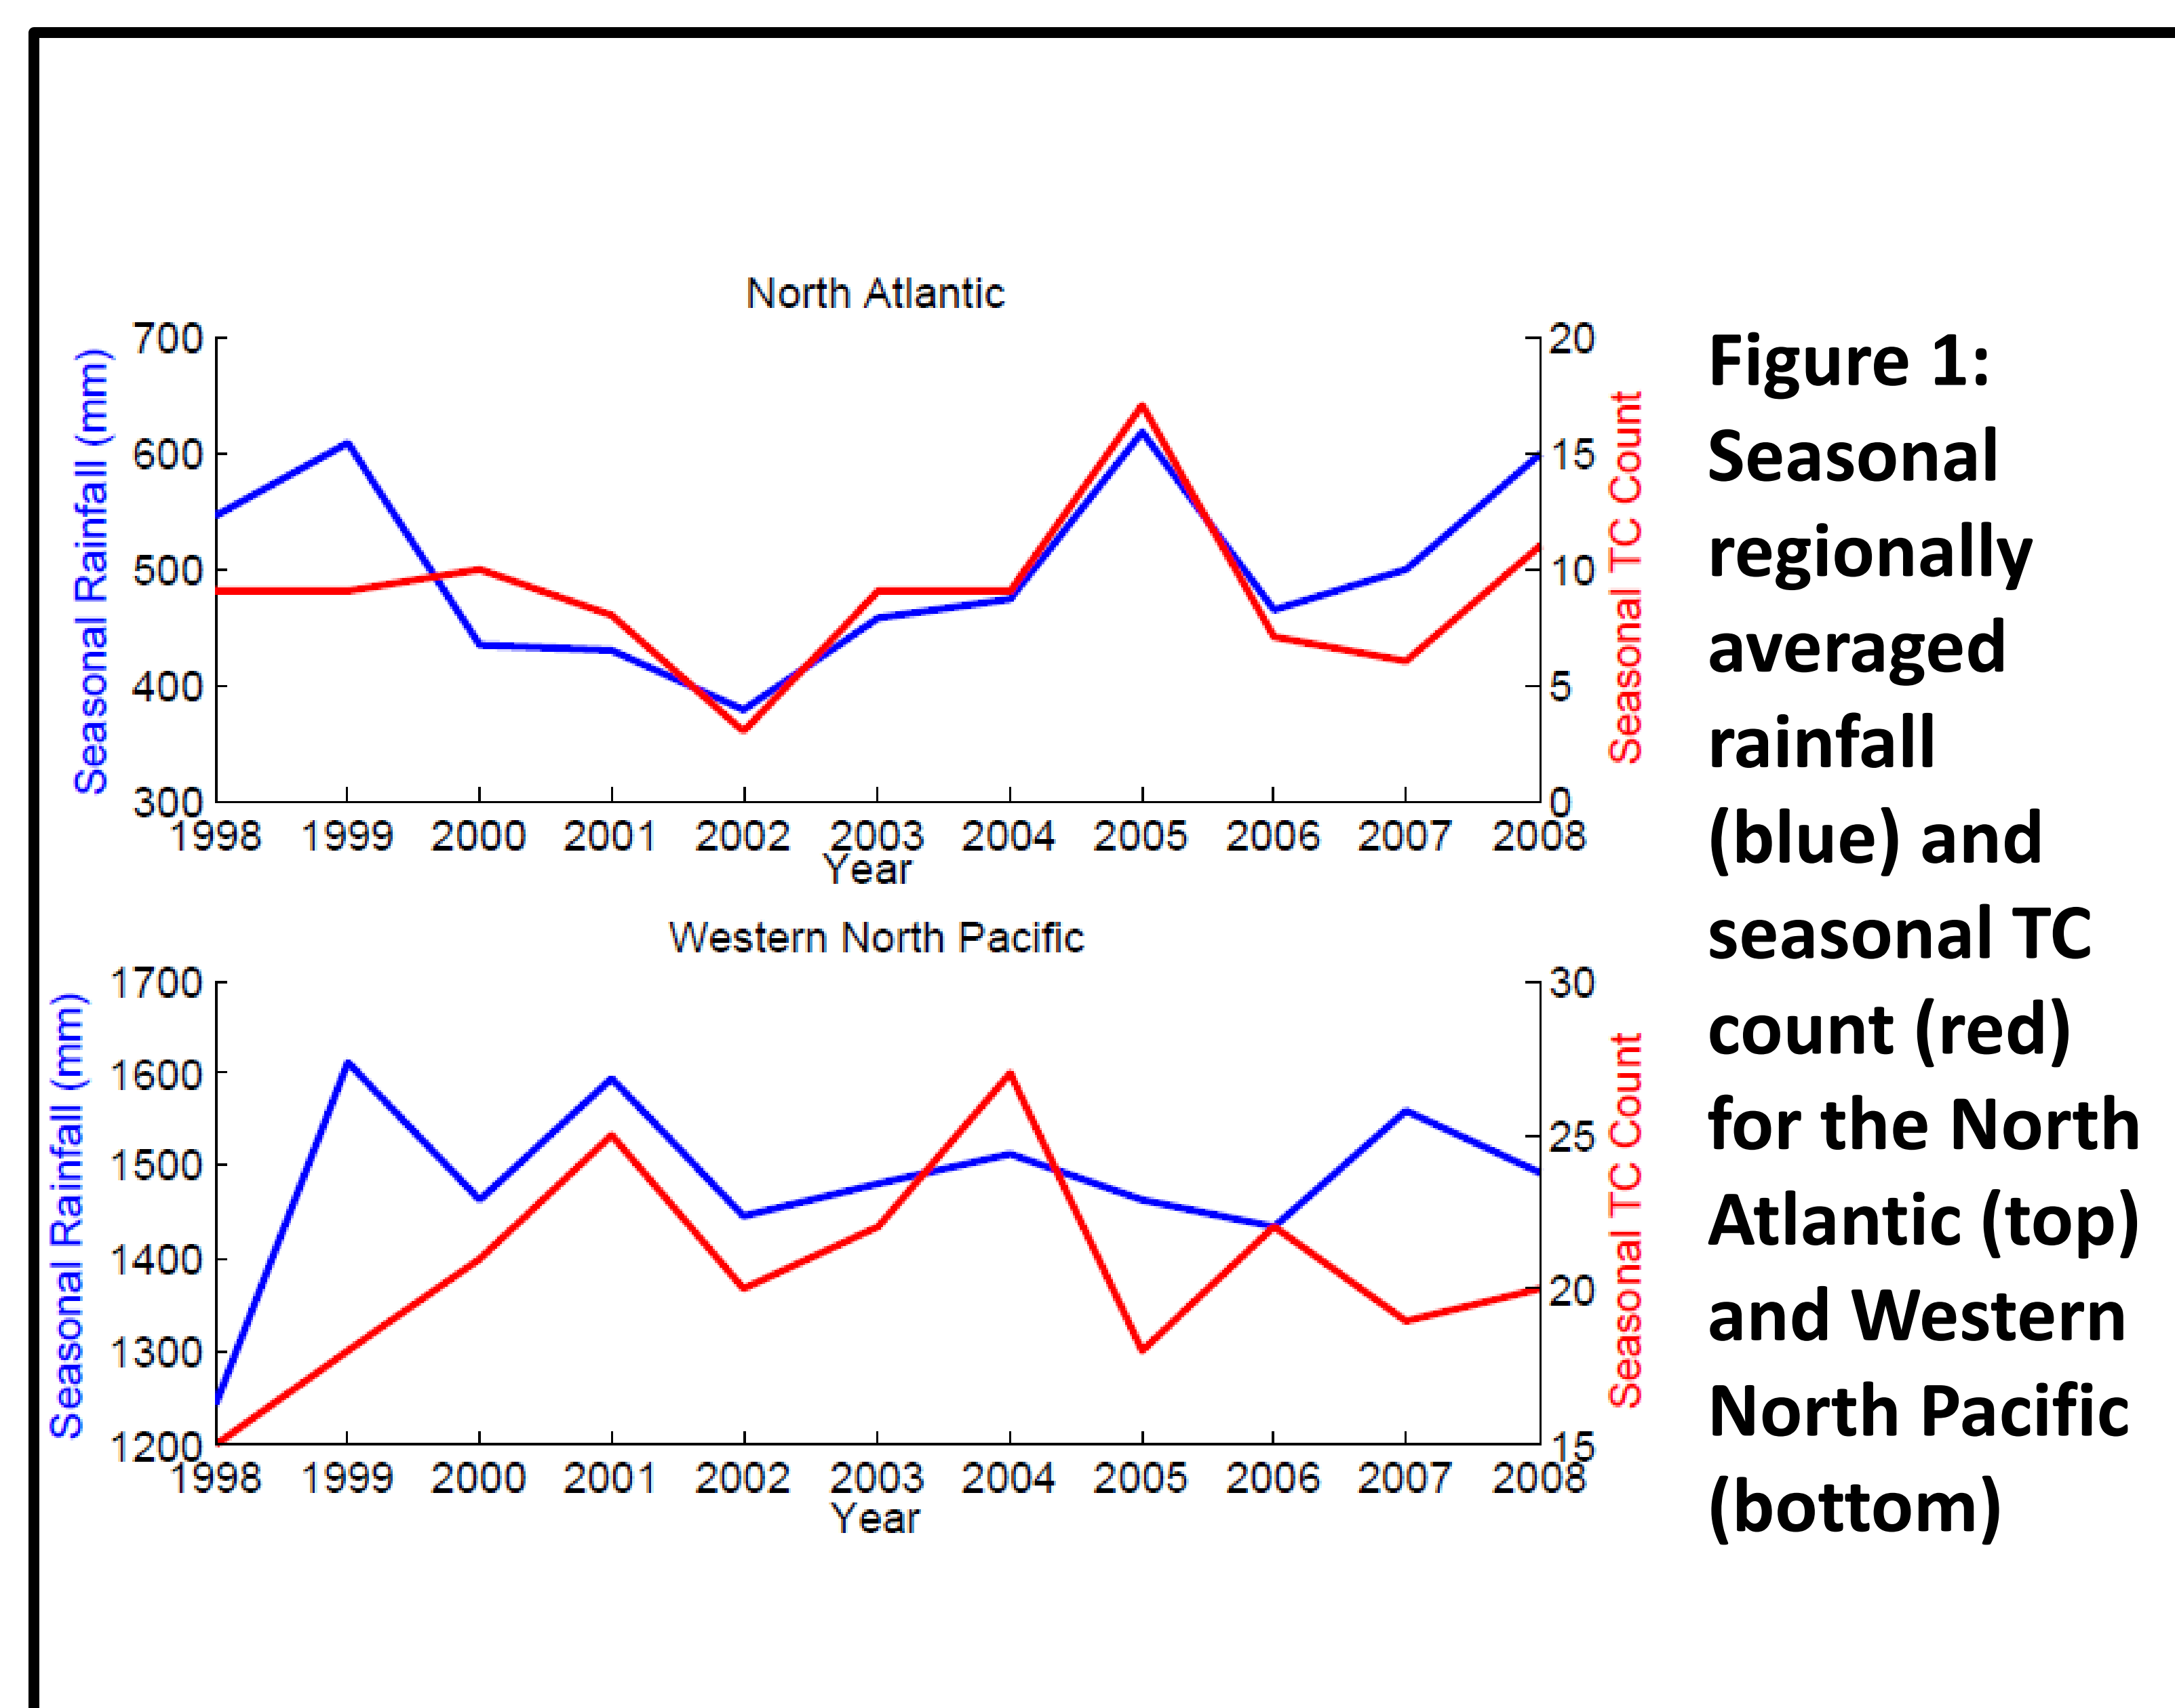 North Atlantic
700
600
500
400
300
Seasonal Rainfall (mm)
20
15
10
5
0
Seasonal TC Count
1998 1999 2000 2001 2002 2003 2004 2005 2006 2007 2008
Year
Western North Pacific
1700
1600
1500
1400
1300
1200
Seasonal Rainfall (mm)
30
25
20
15
Seasonal TC Count
1998 1999 2000 2001 2002 2003 2004 2005 2006 2007 2008
Year
Figure 1:
Seasonal
regionally
averaged
rainfall
(blue) and
seasonal TC
count (red)
for the North
Atlantic (top)
and Western
North Pacific
(bottom)